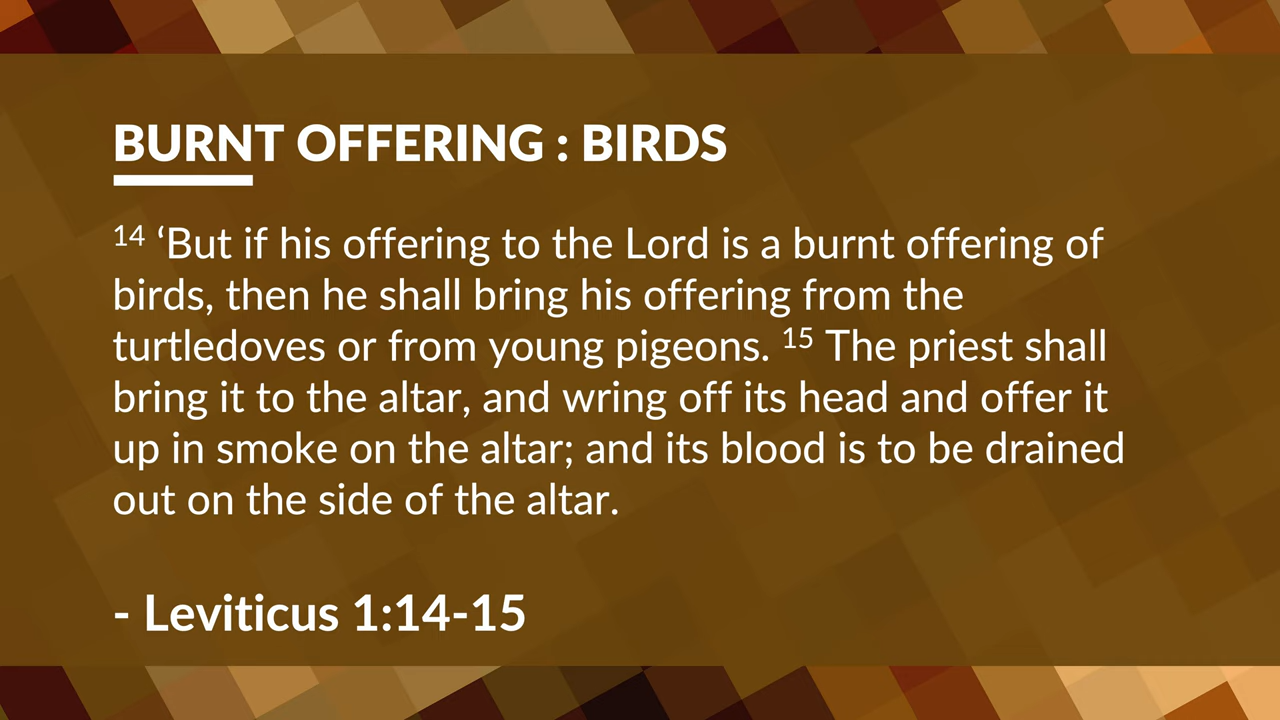 BURNT OFFERING : BIRDS
14 ‘But if his offering to the Lord is a burnt offering of
birds, then he shall bring his offering from the
turtledoves or from young pigeons. 15 The priest shall
bring it to the altar, and wring off its head and offer it
up in smoke on the altar; and its blood is to be drained
out on the side of the altar.
- Leviticus 1:14-15